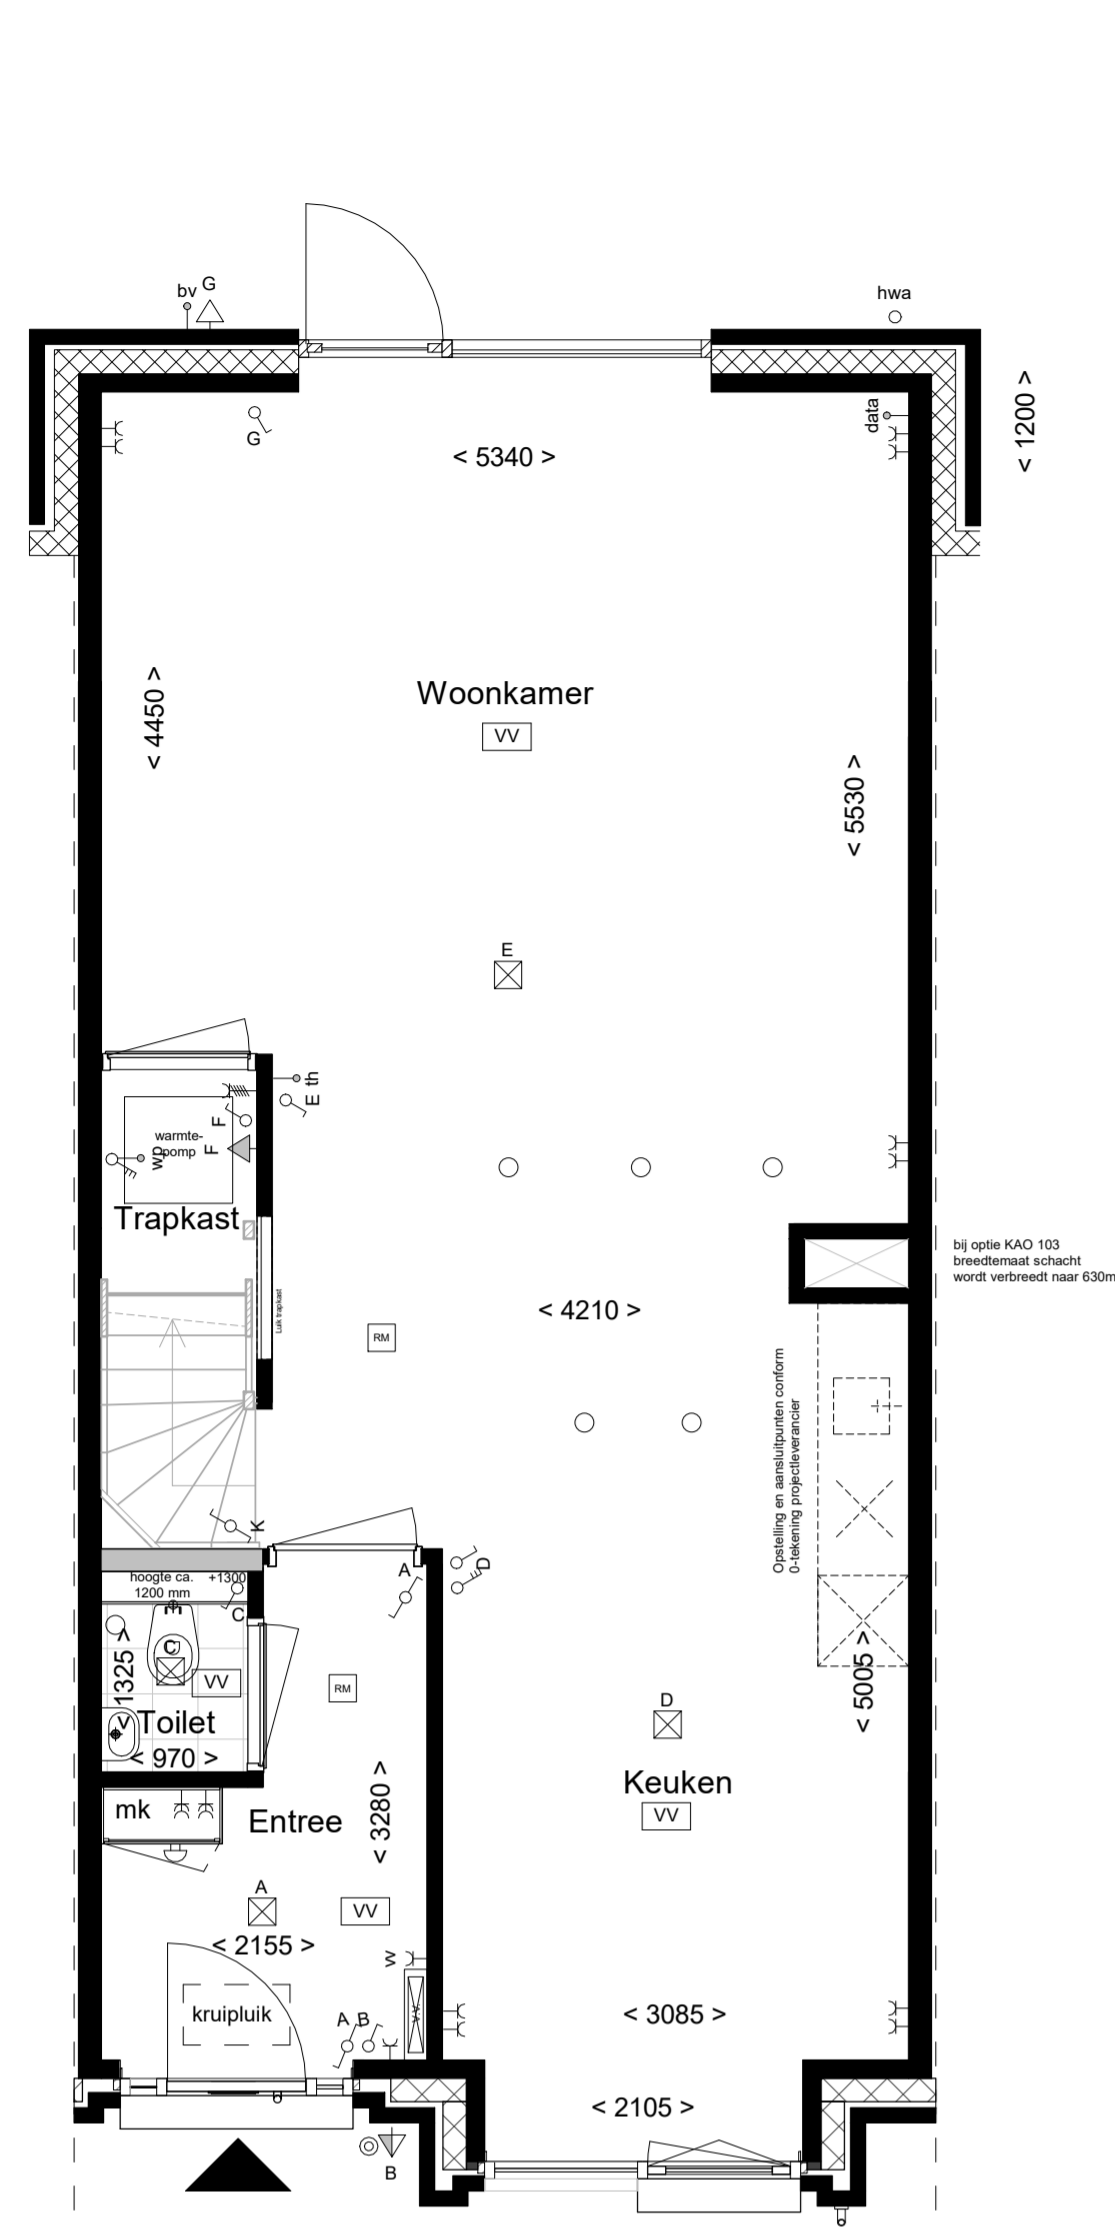 bv G
hwa
G
data
< 1200 >
< 5340 >
Woonkamer
VV
< 4450 >
< 5530 >
E
th
E
F
warmte-
pomp
wp
F
Trapkast
Luik trapkast
bij optie KAO 103
breedtemaat schacht
wordt verbreedt naar 630m
< 4210 >
RM
Opstelling en aansluitpunten conform
0-tekening projectleverancier
K
A
D
hoogte ca.
1200 mm
+1300
C
C
VV
< 1325 >
Toilet
< 970 >
RM
D
< 5005 >
Keuken
VV
mk
Entree
< 3280 >
A
VV
< 2155 >
w
kruipluik
A B
V.V.
< 3085 >
< 2105 >
B